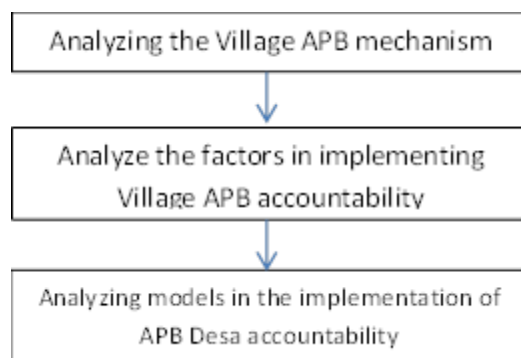 Analyzing the Village APB mechanism
Analyze the factors in implementing
Village APB accountability
Analyzing models in the implementation of
APB Desa accountability